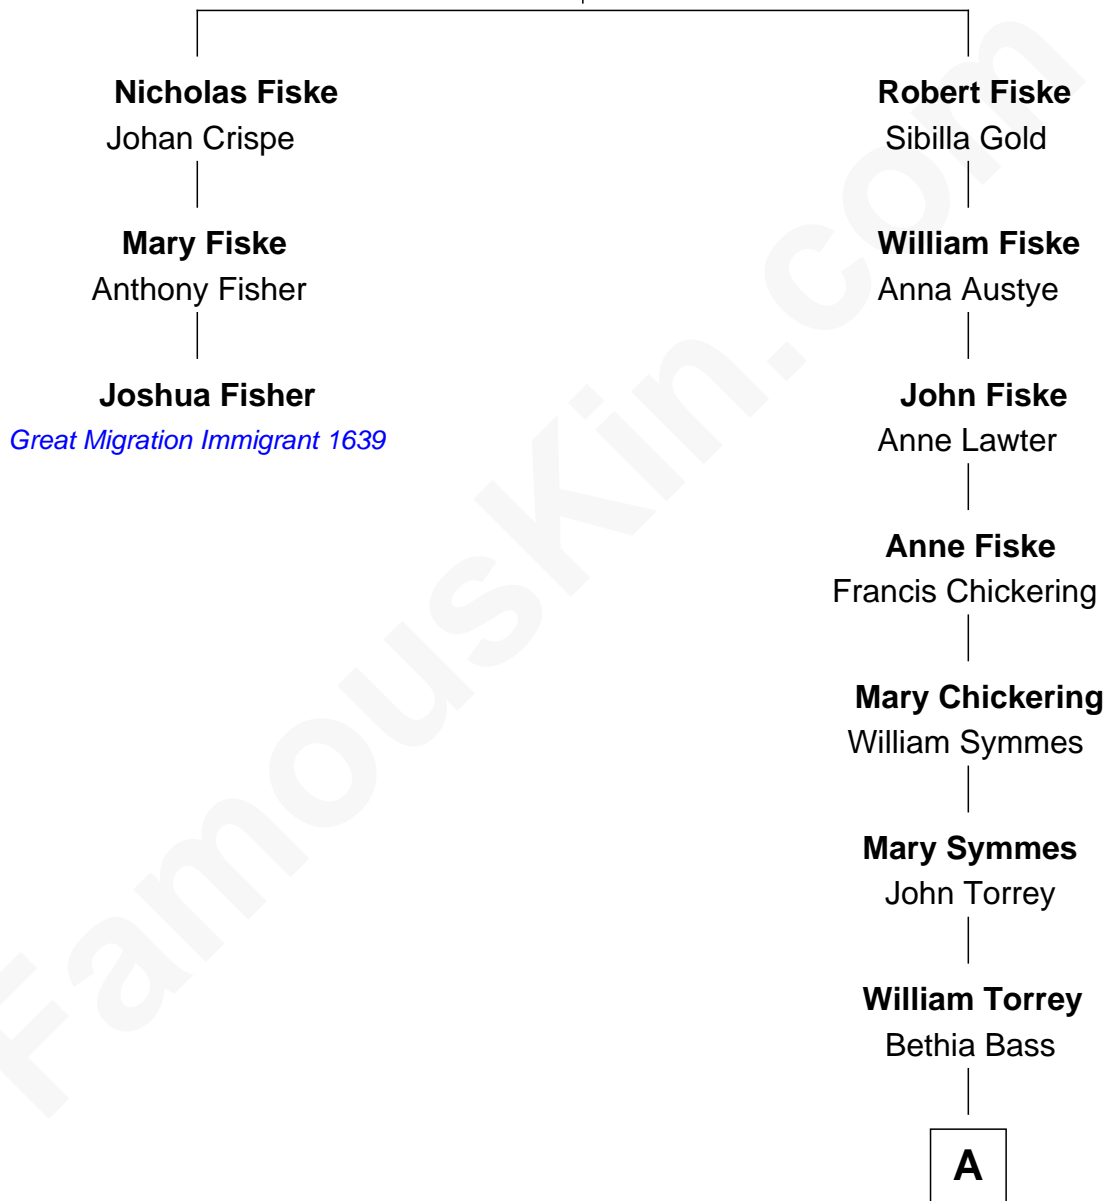 Nicholas Fiske
Johan Crispe
Mary Fiske
Anthony Fisher
Joshua Fisher
Great Migration Immigrant 1639
Robert Fiske
Sibilla Gold
William Fiske
Anna Austye
John Fiske
Anne Lawter
Anne Fiske
Francis Chickering
Mary Chickering
William Symmes
Mary Symmes
John Torrey
William Torrey
Bethia Bass
A
FamousKin.com